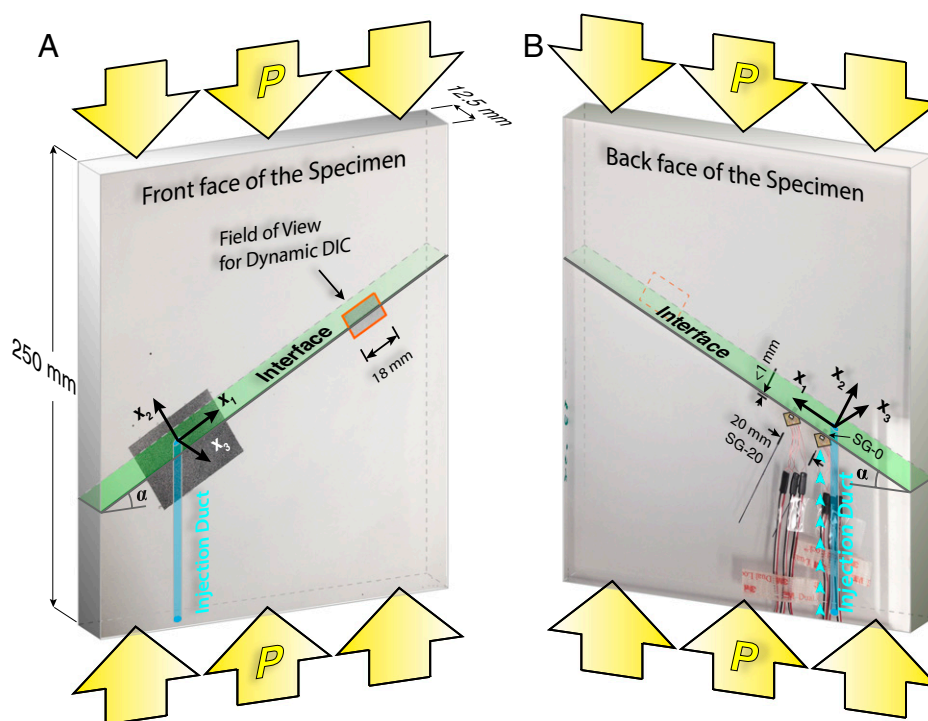 A
P
12.5 mm
Front face of the Specimen
Field of View
for Dynamic DIC
Interface
18 mm
250 mm
x₂
x₁
x₃
α
Injection Duct
P
B
P
Back face of the Specimen
Interface
<1 mm
x₁
x₂
x₃
20 mm
SG-20
SG-0
α
Injection Duct
P